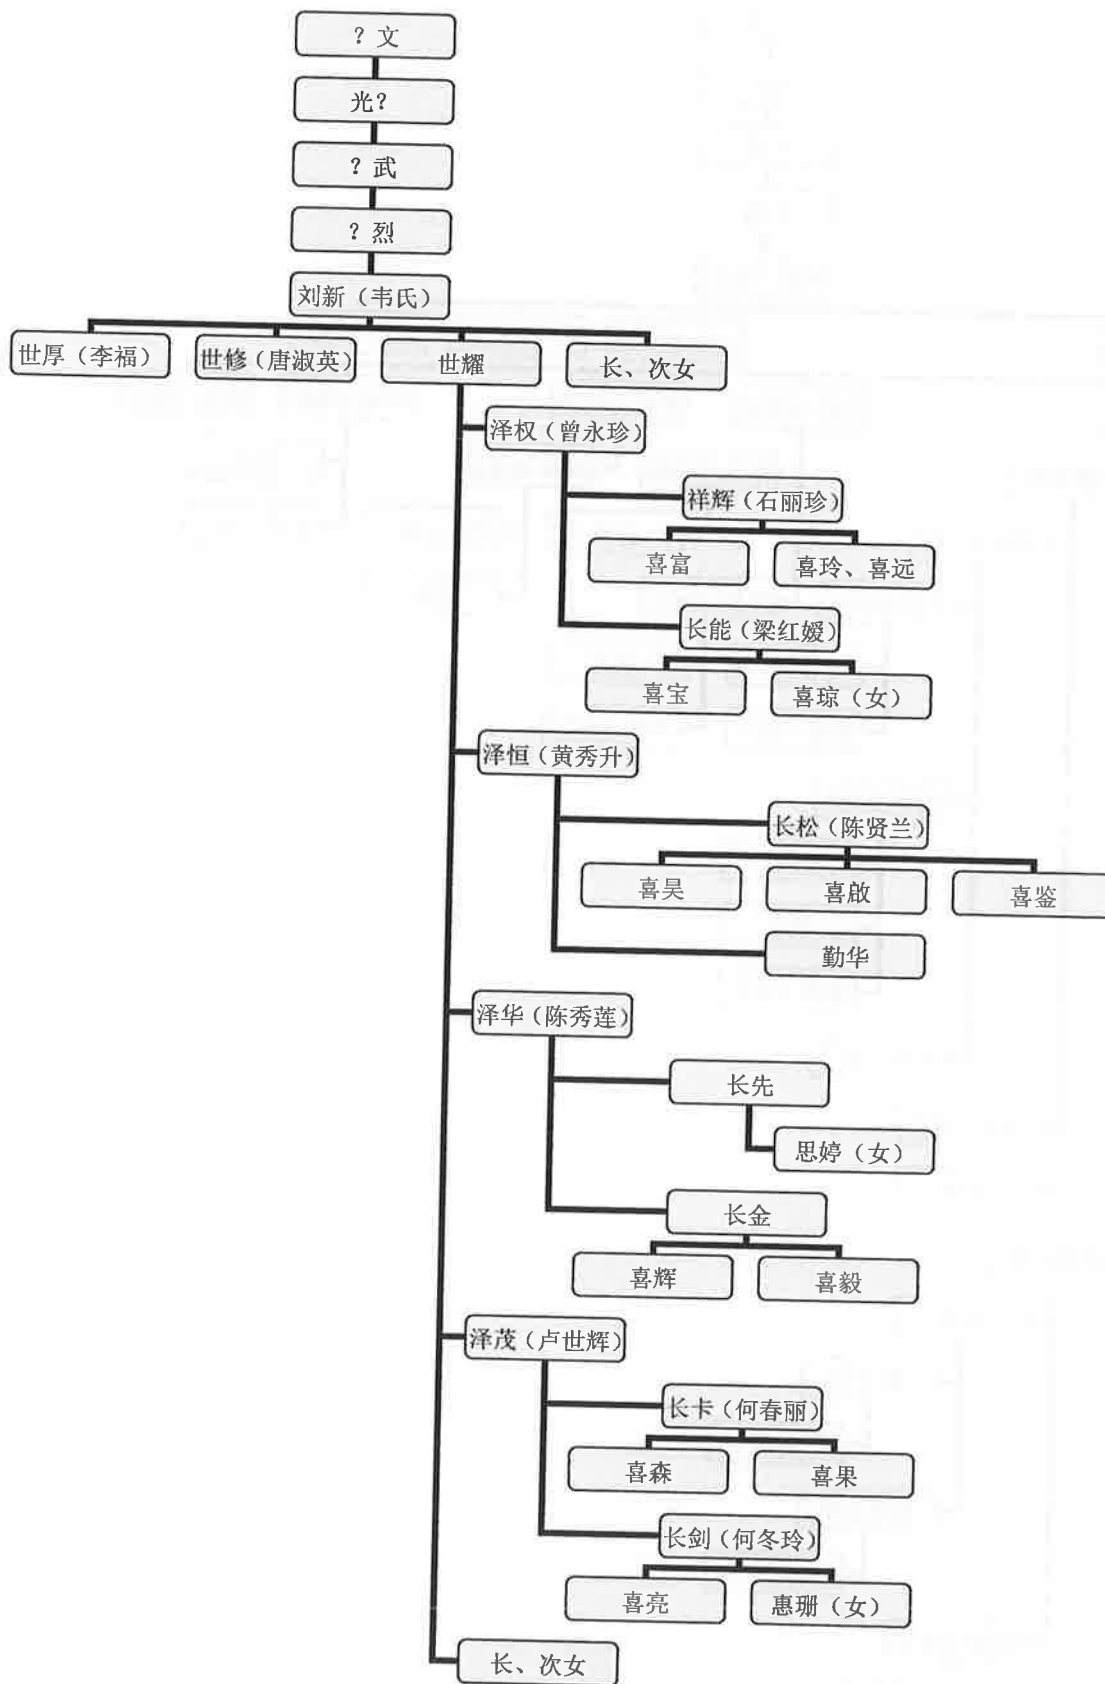 ？文
光？
？武
？烈
刘新（韦氏）
世厚（李福）
世修（唐淑英）
世耀
长、次女
泽权（曾永珍）
祥辉（石丽珍）
喜富
喜玲、喜远
长能（梁红嫒）
喜宝
喜琼（女）
泽恒（黄秀升）
长松（陈贤兰）
喜昊
喜啟
喜鉴
勤华
泽华（陈秀莲）
长先
思婷（女）
长金
喜辉
喜毅
泽茂（卢世辉）
长卡（何春丽）
喜森
喜果
长剑（何冬玲）
喜亮
惠珊（女）
长、次女